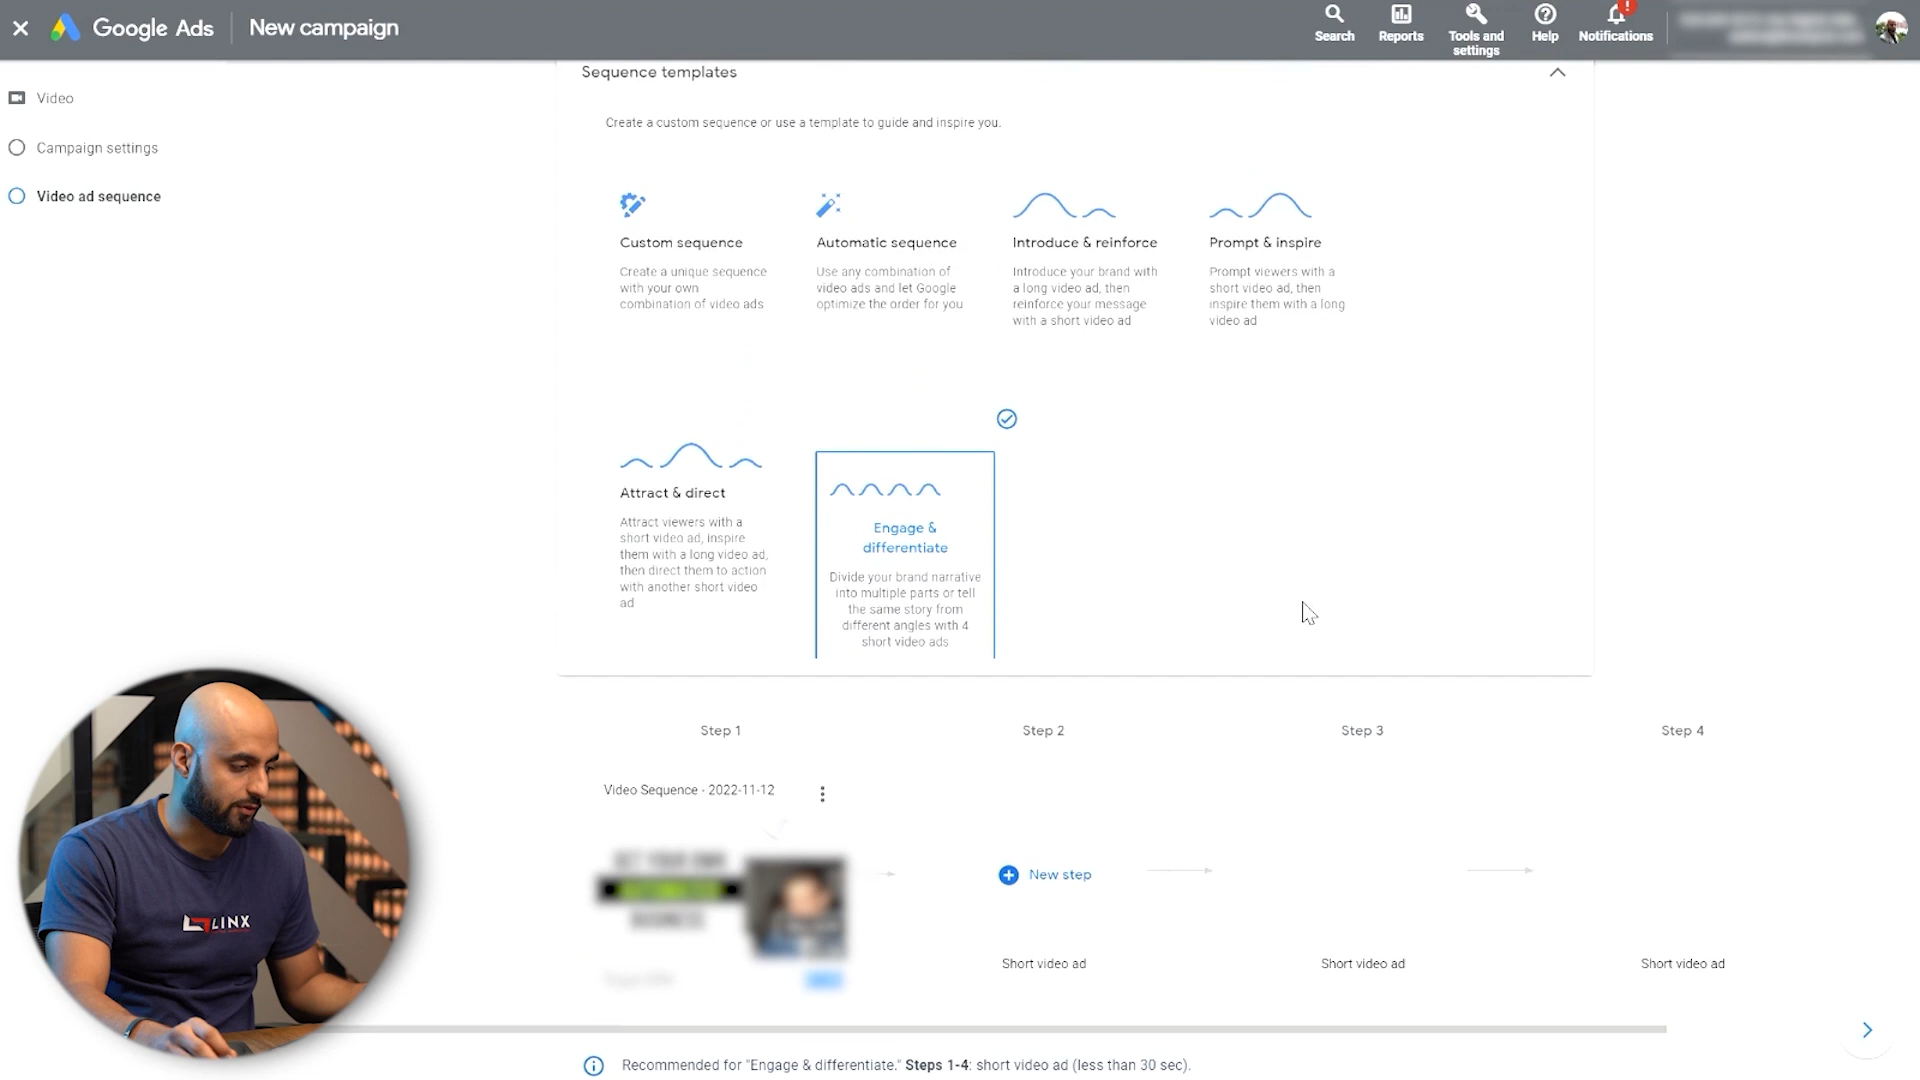 Google Ads
New campaign
Search
Reports
Tools and
settings
Help
Notifications
Video
Campaign settings
Video ad sequence
Sequence templates
Create a custom sequence or use a template to guide and inspire you.
Custom sequence
Create a unique sequence
with your own
combination of video ads
Automatic sequence
Use any combination of
video ads and let Google
optimize the order for you
Introduce & reinforce
Introduce your brand with
a long video ad, then
reinforce your message
with a short video ad
Prompt & inspire
Prompt viewers with a
short video ad, then
inspire them with a long
video ad
Attract & direct
Attract viewers with a
short video ad, inspire
them with a long video ad,
then direct them to action
with another short video
ad
Engage &
differentiate
Divide your brand narrative
into multiple parts or tell
the same story from
different angles with 4
short video ads
Step 1
Step 2
Step 3
Step 4
Video Sequence - 2022-11-12
New step
Short video ad
Short video ad
Short video ad
LINX
Recommended for "Engage & differentiate." Steps 1-4: short video ad (less than 30 sec).